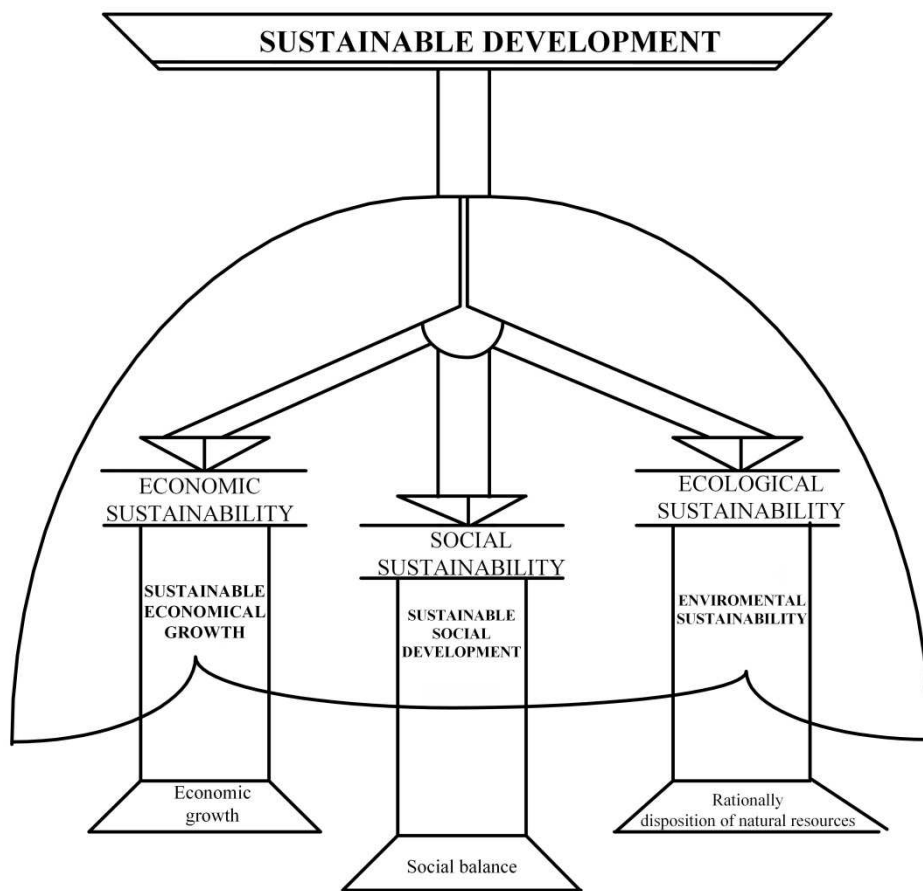 SUSTAINABLE DEVELOPMENT
ECONOMIC
SUSTAINABILITY
SUSTAINABLE
ECONOMICAL
GROWTH
Economic
growth
SOCIAL
SUSTAINABILITY
SUSTAINABLE
SOCIAL
DEVELOPMENT
Social balance
ECOLOGICAL
SUSTAINABILITY
ENVIROMENTAL
SUSTAINABILITY
Rationally
disposition of natural resources